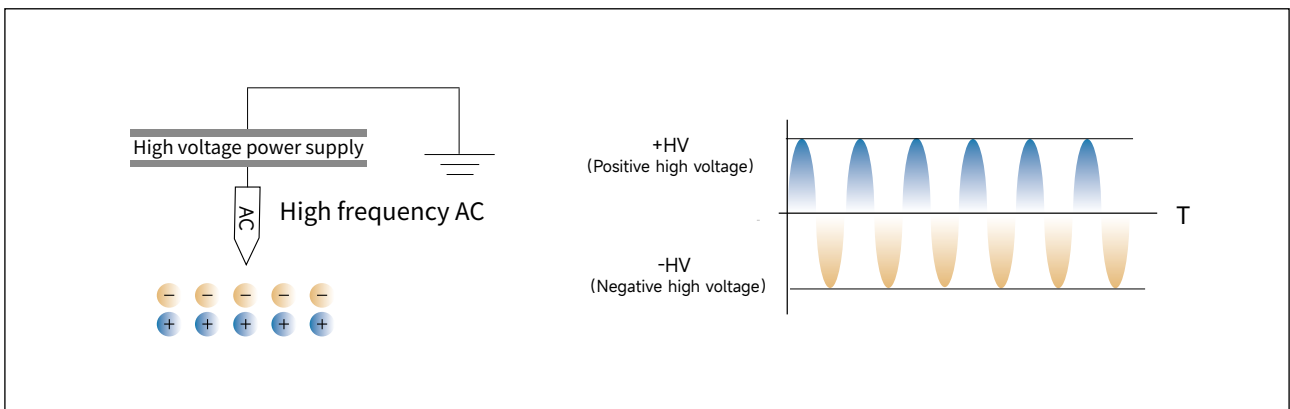 High voltage power supply
AC
High frequency AC
− − − − −
+ + + + +
+HV
(Positive high voltage)
T
-HV
(Negative high voltage)